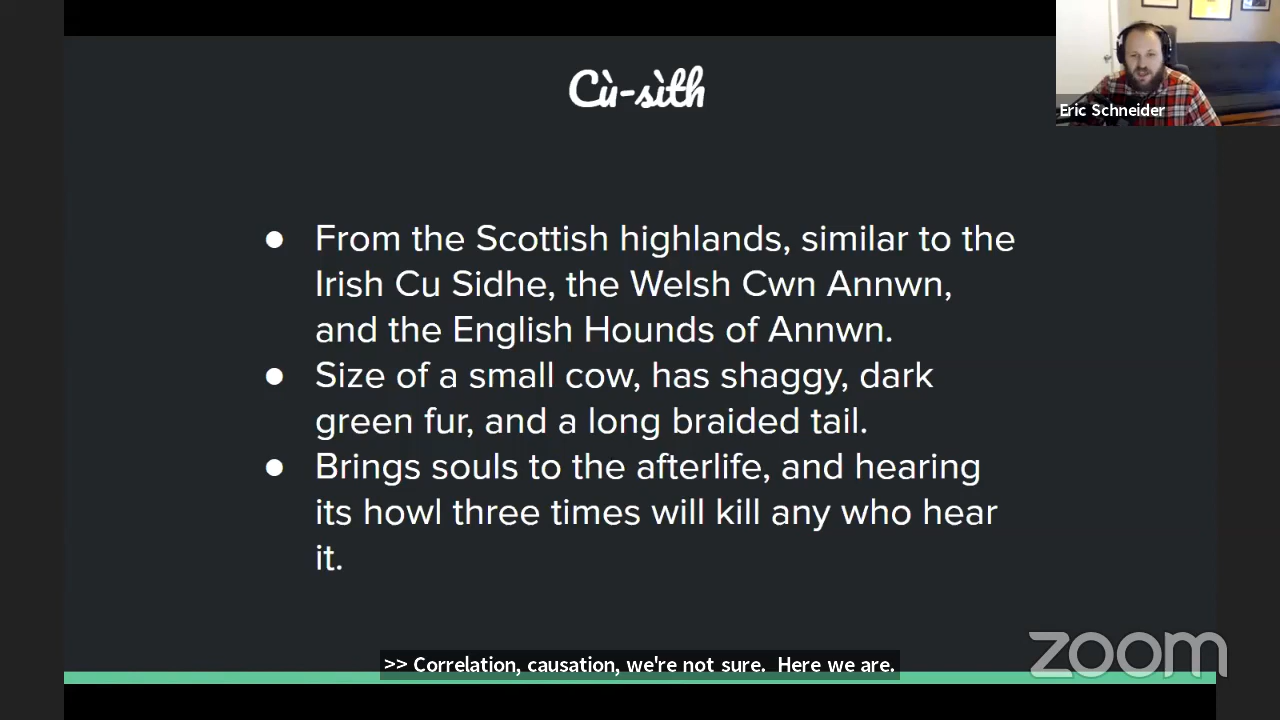 Cù-sìth
Eric Schneider
● From the Scottish highlands, similar to the
Irish Cu Sidhe, the Welsh Cwn Annwn,
and the English Hounds of Annwn.
● Size of a small cow, has shaggy, dark
green fur, and a long braided tail.
● Brings souls to the afterlife, and hearing
its howl three times will kill any who hear
it.
>> Correlation, causation, we're not sure.  Here we are.
zoom